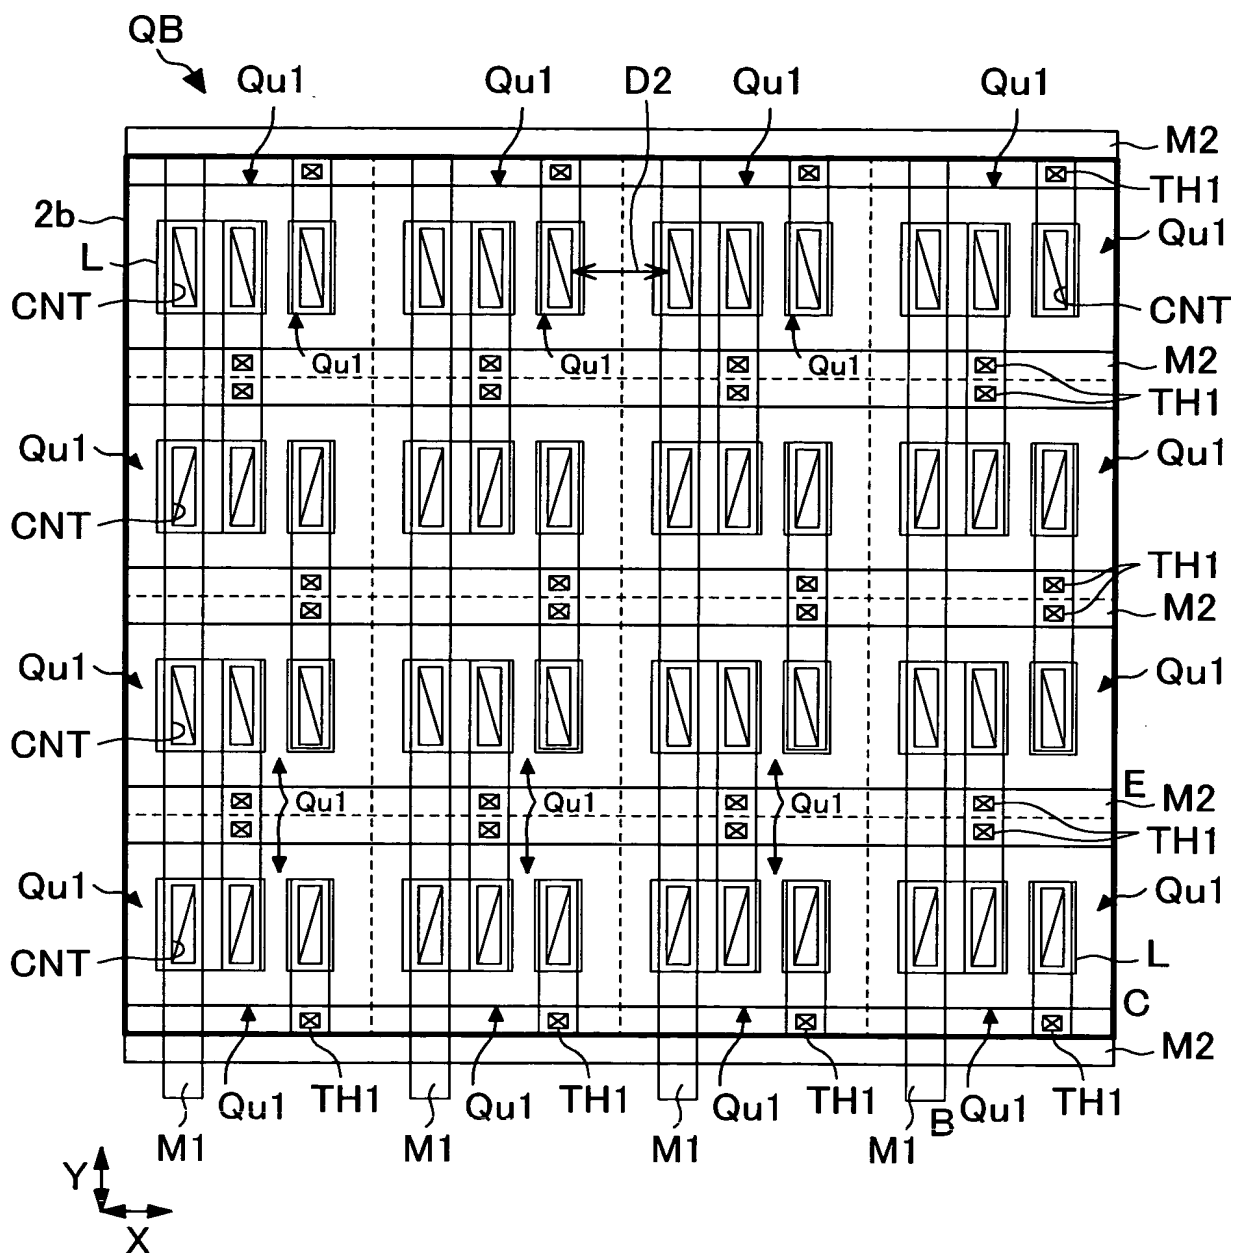 QB
Qu1 Qu1 D2 Qu1 Qu1
M2
TH1
2b
Qu1
L
CNT CNT
Qu1 Qu1 Qu1
M2
TH1
Qu1 Qu1
CNT
TH1
M2
Qu1 Qu1
CNT
E
Qu1 Qu1 Qu1 M2
TH1
Qu1 Qu1
CNT L
C
M2
Qu1 TH1 Qu1 TH1 Qu1 TH1 Qu1 TH1
B
M1 M1 M1 M1
Y
X